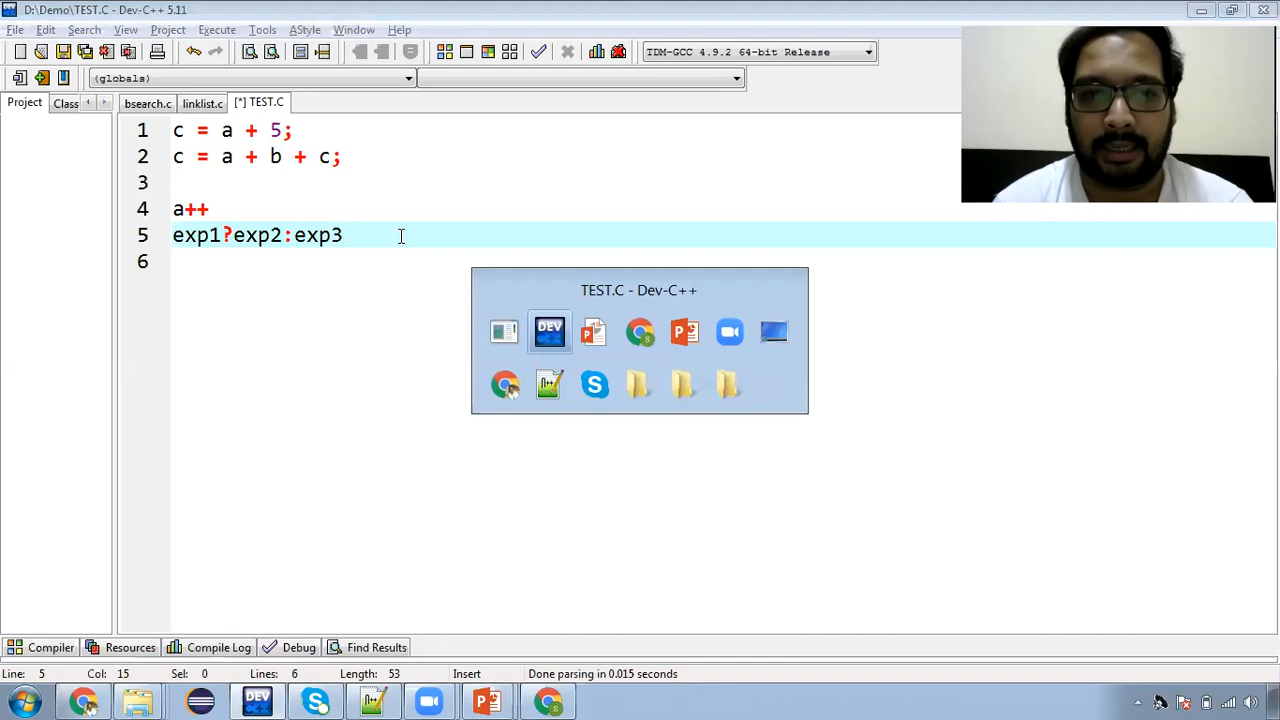 D:\Demo\TEST.C - Dev-C++ 5.11
File Edit Search View Project Execute Tools AStyle Window Help
TDM-GCC 4.9.2 64-bit Release
(globals)
Project Class bsearch.c linklist.c [*] TEST.C
1 c = a + 5;
2 c = a + b + c;
3
4 a++
5 exp1?exp2:exp3
6
TEST.C - Dev-C++
Compiler Resources Compile Log Debug Find Results
Line: 5 Col: 15 Sel: 0 Lines: 6 Length: 53 Insert Done parsing in 0.015 seconds